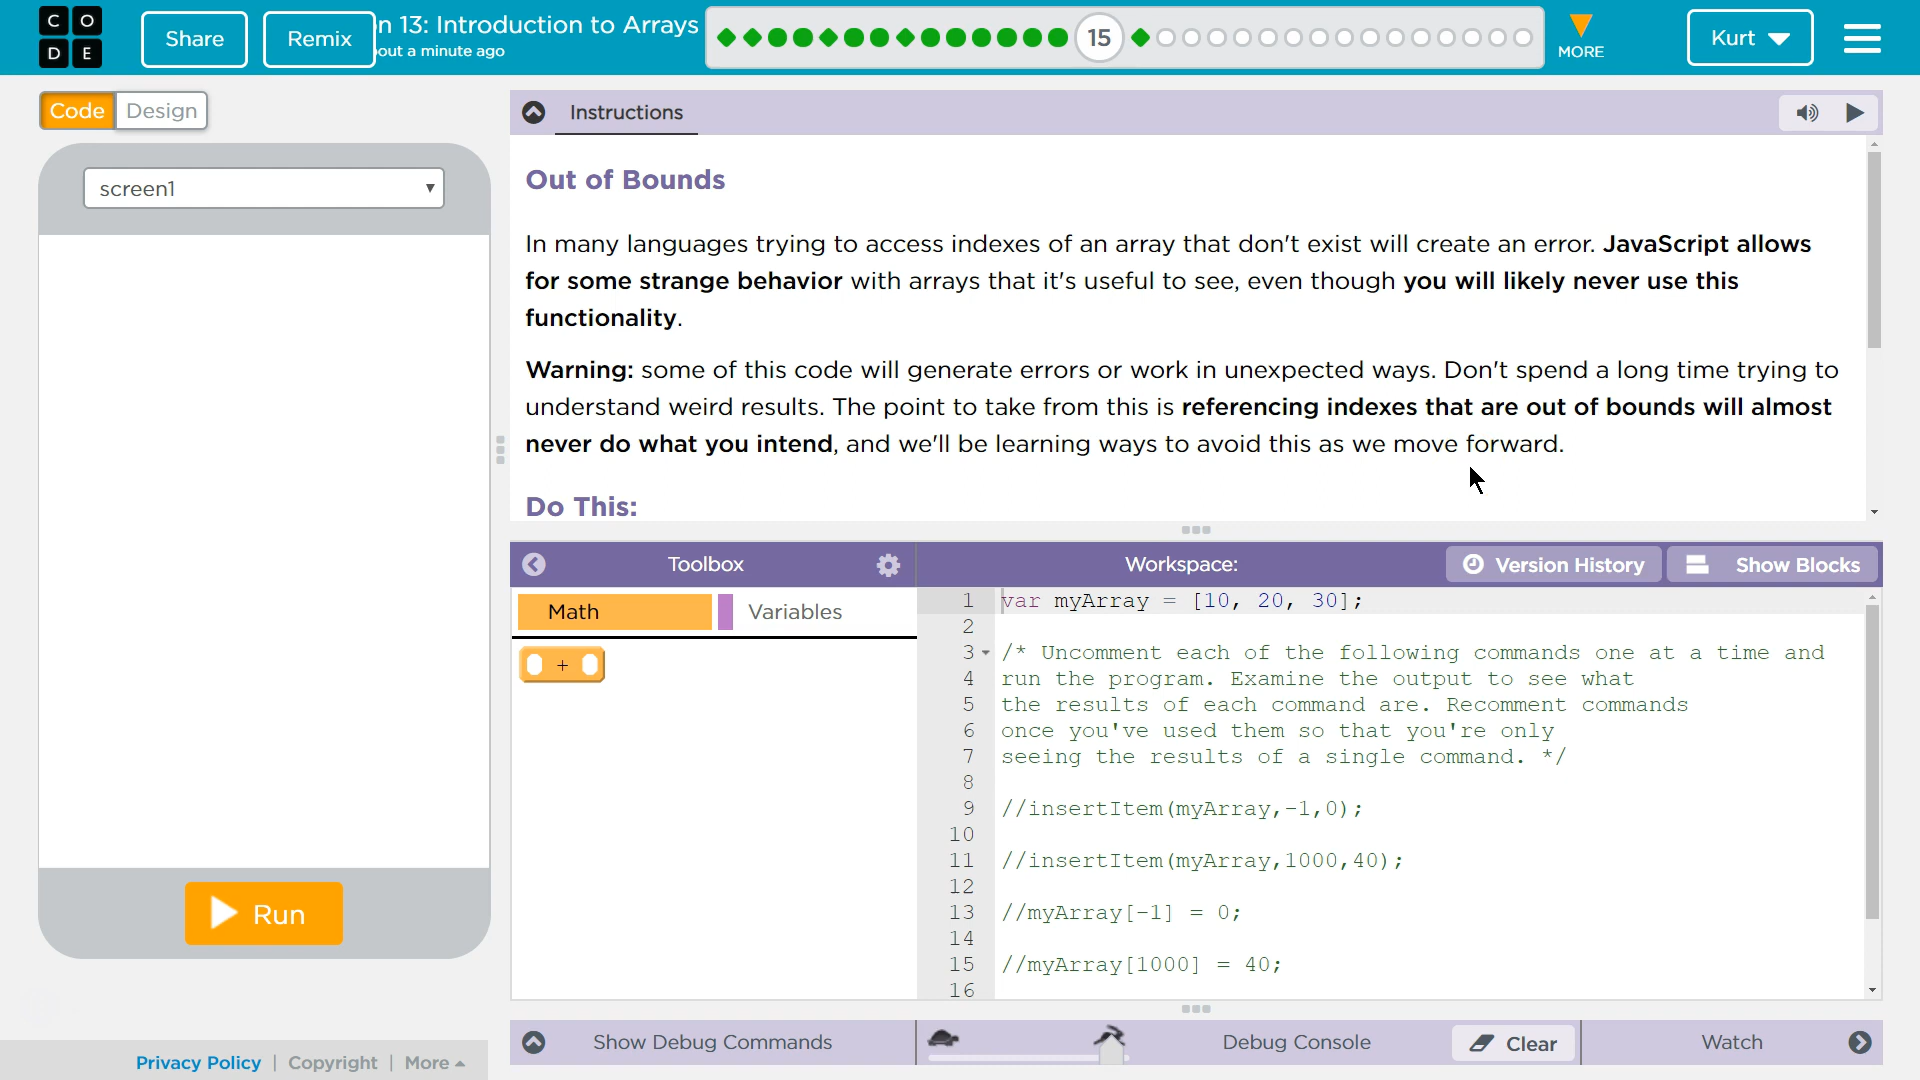 C O
D E
Share
Remix
n 13: Introduction to Arrays
out a minute ago
15
MORE
Kurt
Code
Design
Instructions
screen1
Out of Bounds
In many languages trying to access indexes of an array that don't exist will create an error. JavaScript allows
for some strange behavior with arrays that it's useful to see, even though you will likely never use this
functionality.
Warning: some of this code will generate errors or work in unexpected ways. Don't spend a long time trying to
understand weird results. The point to take from this is referencing indexes that are out of bounds will almost
never do what you intend, and we'll be learning ways to avoid this as we move forward.
Do This:
Toolbox
Workspace:
Version History
Show Blocks
Math
Variables
+
1 var myArray = [10, 20, 30];
2
3 /* Uncomment each of the following commands one at a time and
4 run the program. Examine the output to see what
5 the results of each command are. Recomment commands
6 once you've used them so that you're only
7 seeing the results of a single command. */
8
9 //insertItem(myArray,-1,0);
10
11 //insertItem(myArray,1000,40);
12
13 //myArray[-1] = 0;
14
15 //myArray[1000] = 40;
16
Run
Show Debug Commands
Debug Console
Clear
Watch
Privacy Policy | Copyright | More